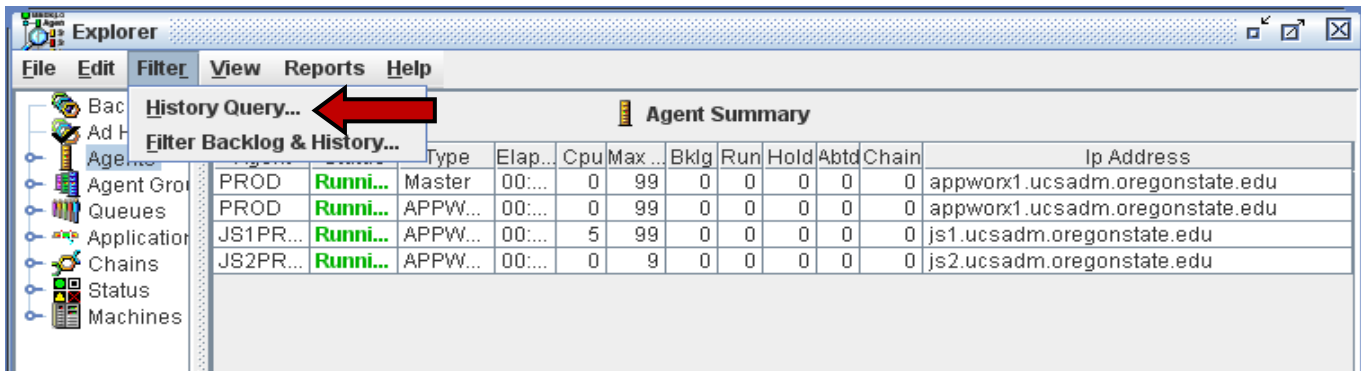 Explorer
File Edit Filter View Reports Help
History Query...
Filter Backlog & History...
Bac
Ad H
Agents
Agent Grou
Queues
Application
Chains
Status
Machines
Agent Summary
Type Elap... Cpu Max ... Bklg Run Hold Abtd Chain Ip Address
PROD Runni... Master 00:... 0 99 0 0 0 0 0 appworx1.ucsadm.oregonstate.edu
PROD Runni... APPW... 00:... 0 99 0 0 0 0 0 appworx1.ucsadm.oregonstate.edu
JS1PR... Runni... APPW... 00:... 5 99 0 0 0 0 0 js1.ucsadm.oregonstate.edu
JS2PR... Runni... APPW... 00:... 0 9 0 0 0 0 0 js2.ucsadm.oregonstate.edu